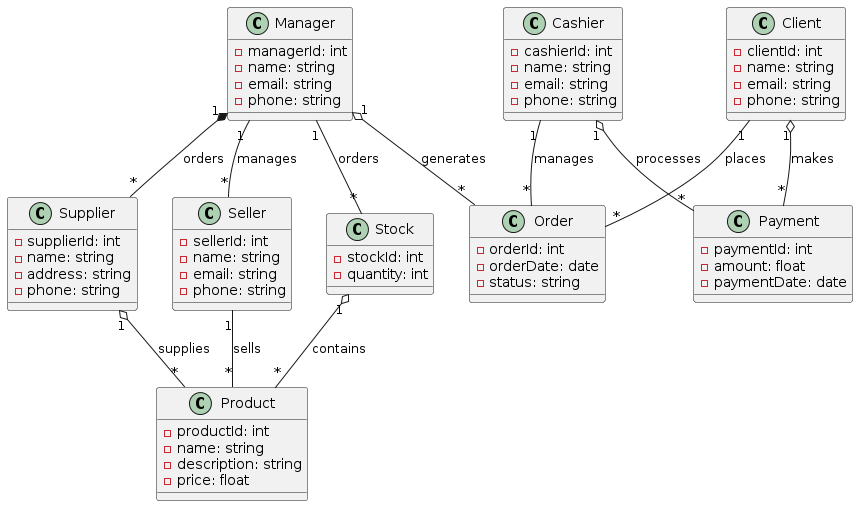 C Manager
managerId: int
name: string
email: string
phone: string
C Cashier
cashierId: int
name: string
email: string
phone: string
C Client
clientId: int
name: string
email: string
phone: string
1
1
1
1
1
1
1
1
orders
manages
orders
generates
manages
processes
places
makes
*
*
*
*
*
*
*
*
C Supplier
supplierId: int
name: string
address: string
phone: string
C Seller
sellerId: int
name: string
email: string
phone: string
C Stock
stockId: int
quantity: int
C Order
orderId: int
orderDate: date
status: string
C Payment
paymentId: int
amount: float
paymentDate: date
1
1
1
supplies
sells
contains
*
*
*
C Product
productId: int
name: string
description: string
price: float